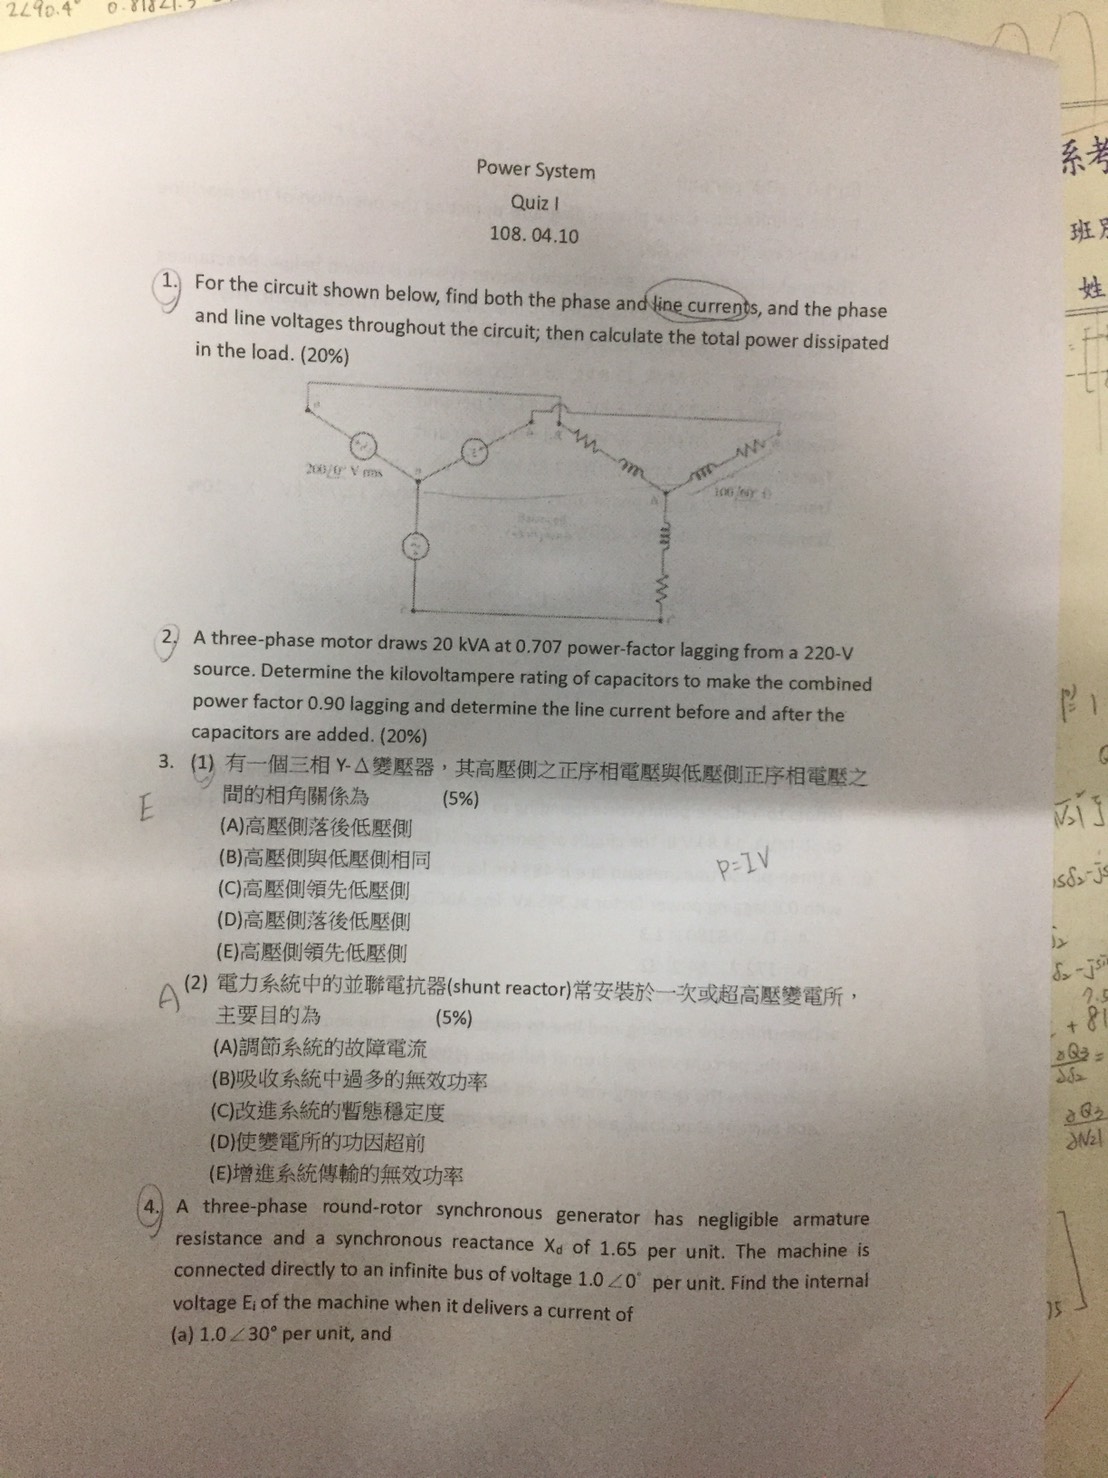 2∠90.4°
Power System
Quiz I
108. 04.10
1. For the circuit shown below, find both the phase and line currents, and the phase
and line voltages throughout the circuit; then calculate the total power dissipated
in the load. (20%)
200/0° V rms
100/60° Ω
2. A three-phase motor draws 20 kVA at 0.707 power-factor lagging from a 220-V
source. Determine the kilovoltampere rating of capacitors to make the combined
power factor 0.90 lagging and determine the line current before and after the
capacitors are added. (20%)
3. (1) 有一個三相 Y-Δ變壓器，其高壓側之正序相電壓與低壓側正序相電壓之
間的相角關係為 (5%)
E
(A)高壓側落後低壓側
(B)高壓側與低壓側相同
P=IV
(C)高壓側領先低壓側
(D)高壓側落後低壓側
(E)高壓側領先低壓側
A
(2) 電力系統中的並聯電抗器(shunt reactor)常安裝於一次或超高壓變電所，
主要目的為 (5%)
(A)調節系統的故障電流
(B)吸收系統中過多的無效功率
(C)改進系統的暫態穩定度
(D)使變電所的功因超前
(E)增進系統傳輸的無效功率
4. A three-phase round-rotor synchronous generator has negligible armature
resistance and a synchronous reactance Xd of 1.65 per unit. The machine is
connected directly to an infinite bus of voltage 1.0∠0° per unit. Find the internal
voltage Ei of the machine when it delivers a current of
(a) 1.0∠30° per unit, and
系考
班別
姓